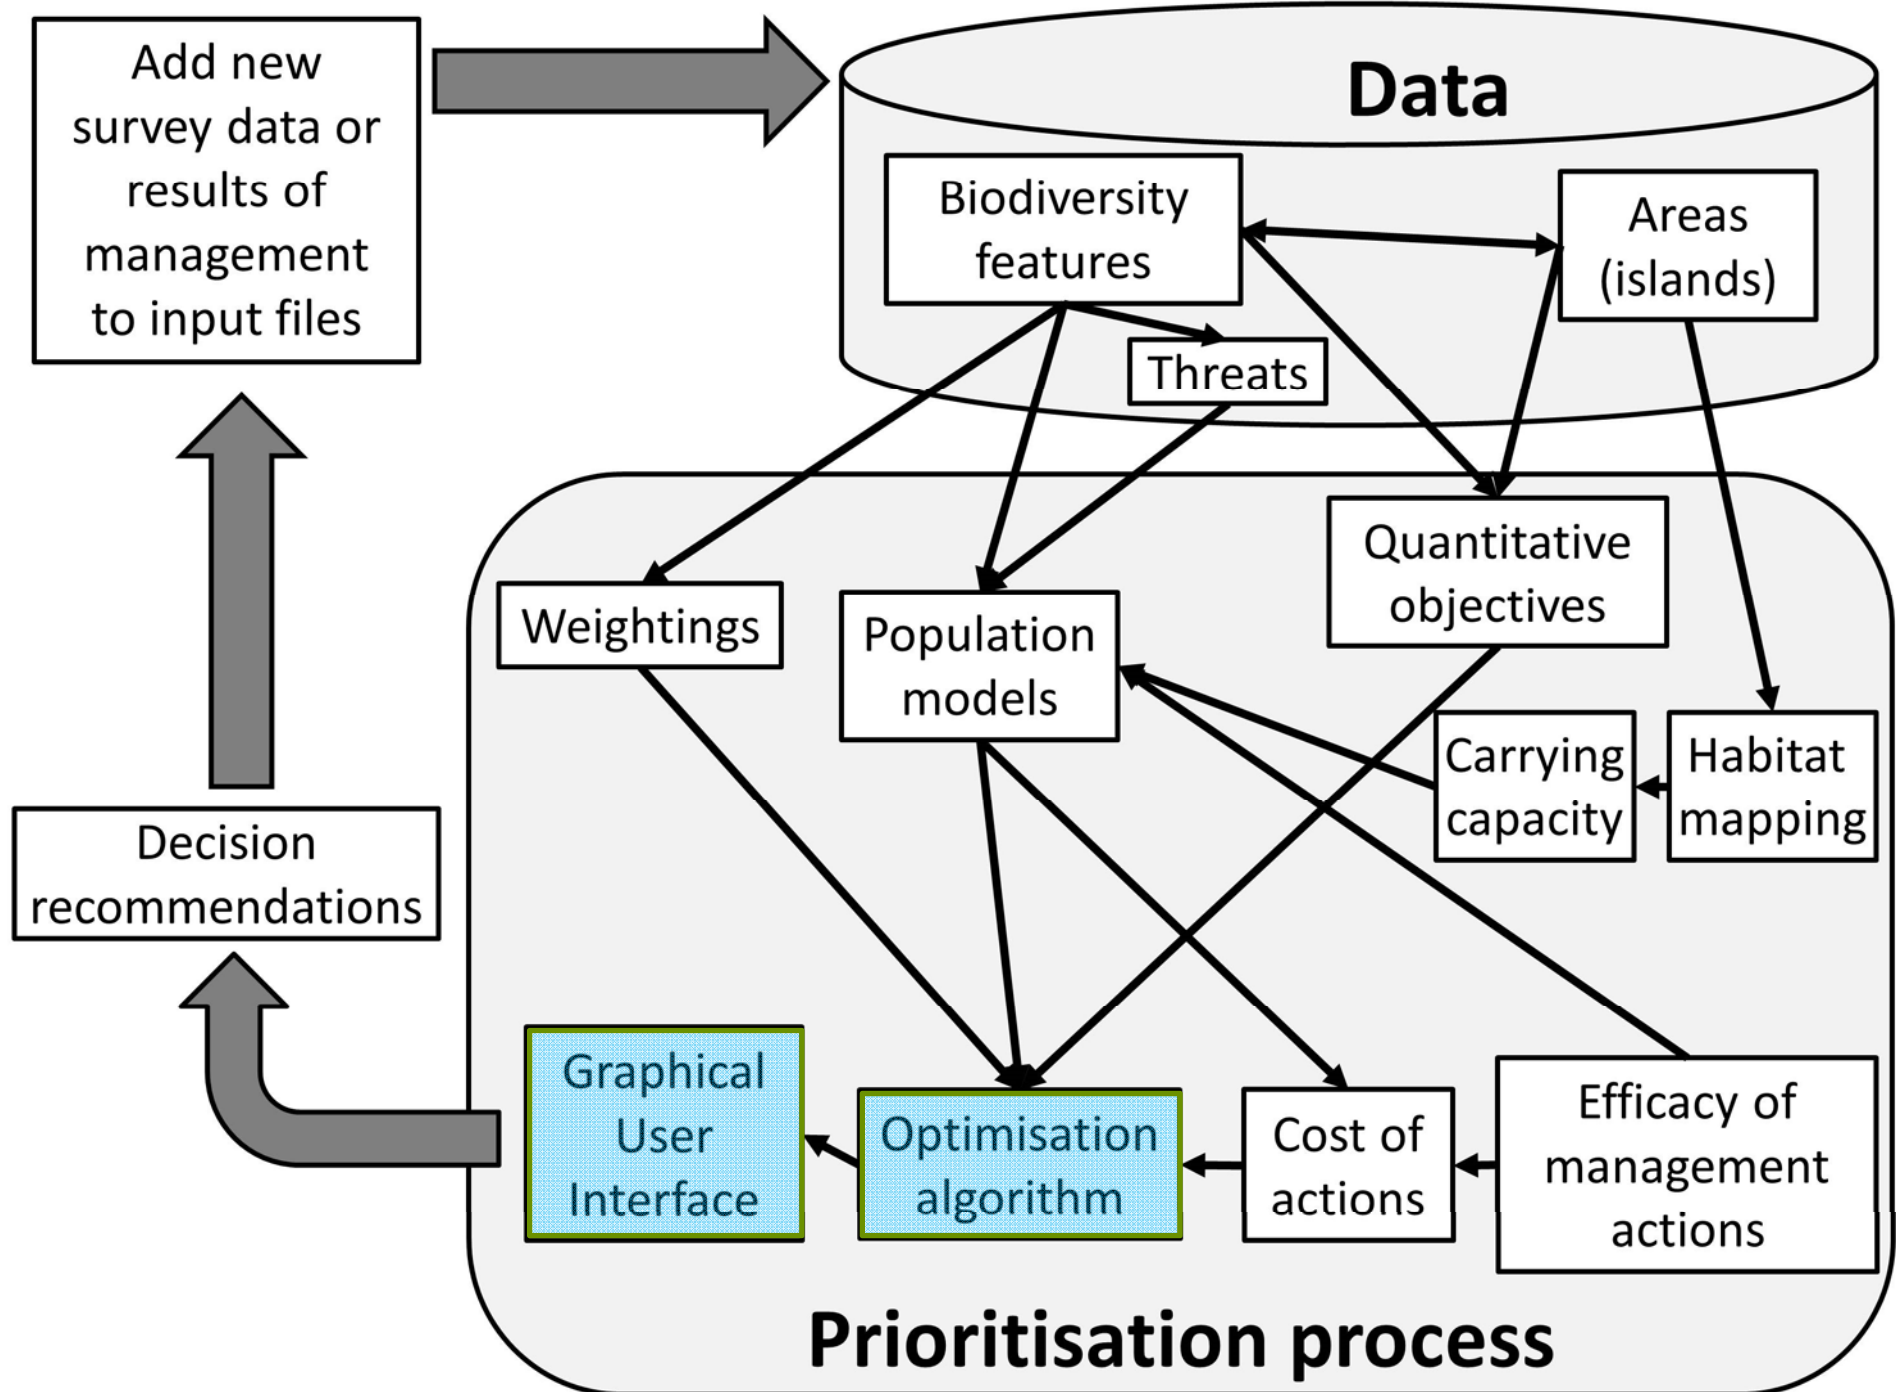 Add new
survey data or
results of
management
to input files
Data
Biodiversity
features
Areas
(islands)
Threats
Quantitative
objectives
Weightings
Population
models
Carrying
capacity
Habitat
mapping
Decision
recommendations
Graphical
User
Interface
Optimisation
algorithm
Cost of
actions
Efficacy of
management
actions
Prioritisation process